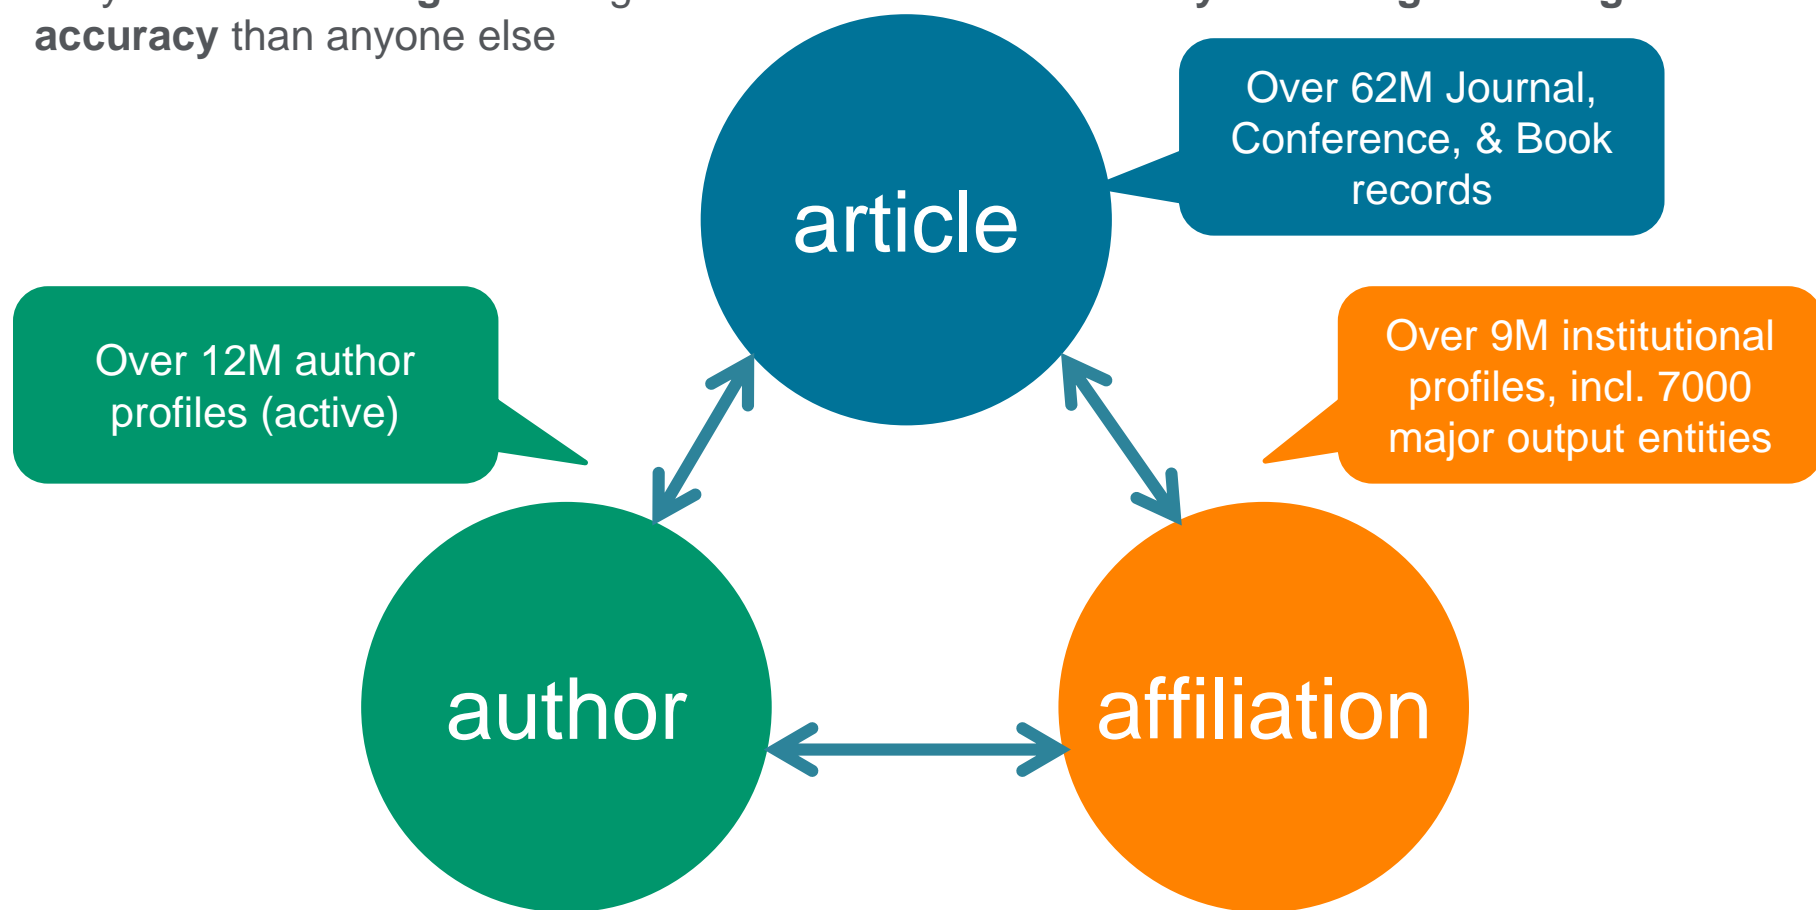 accuracy than anyone else
Over 62M Journal,
Conference, & Book
records
article
Over 12M author
profiles (active)
Over 9M institutional
profiles, incl. 7000
major output entities
author
affiliation